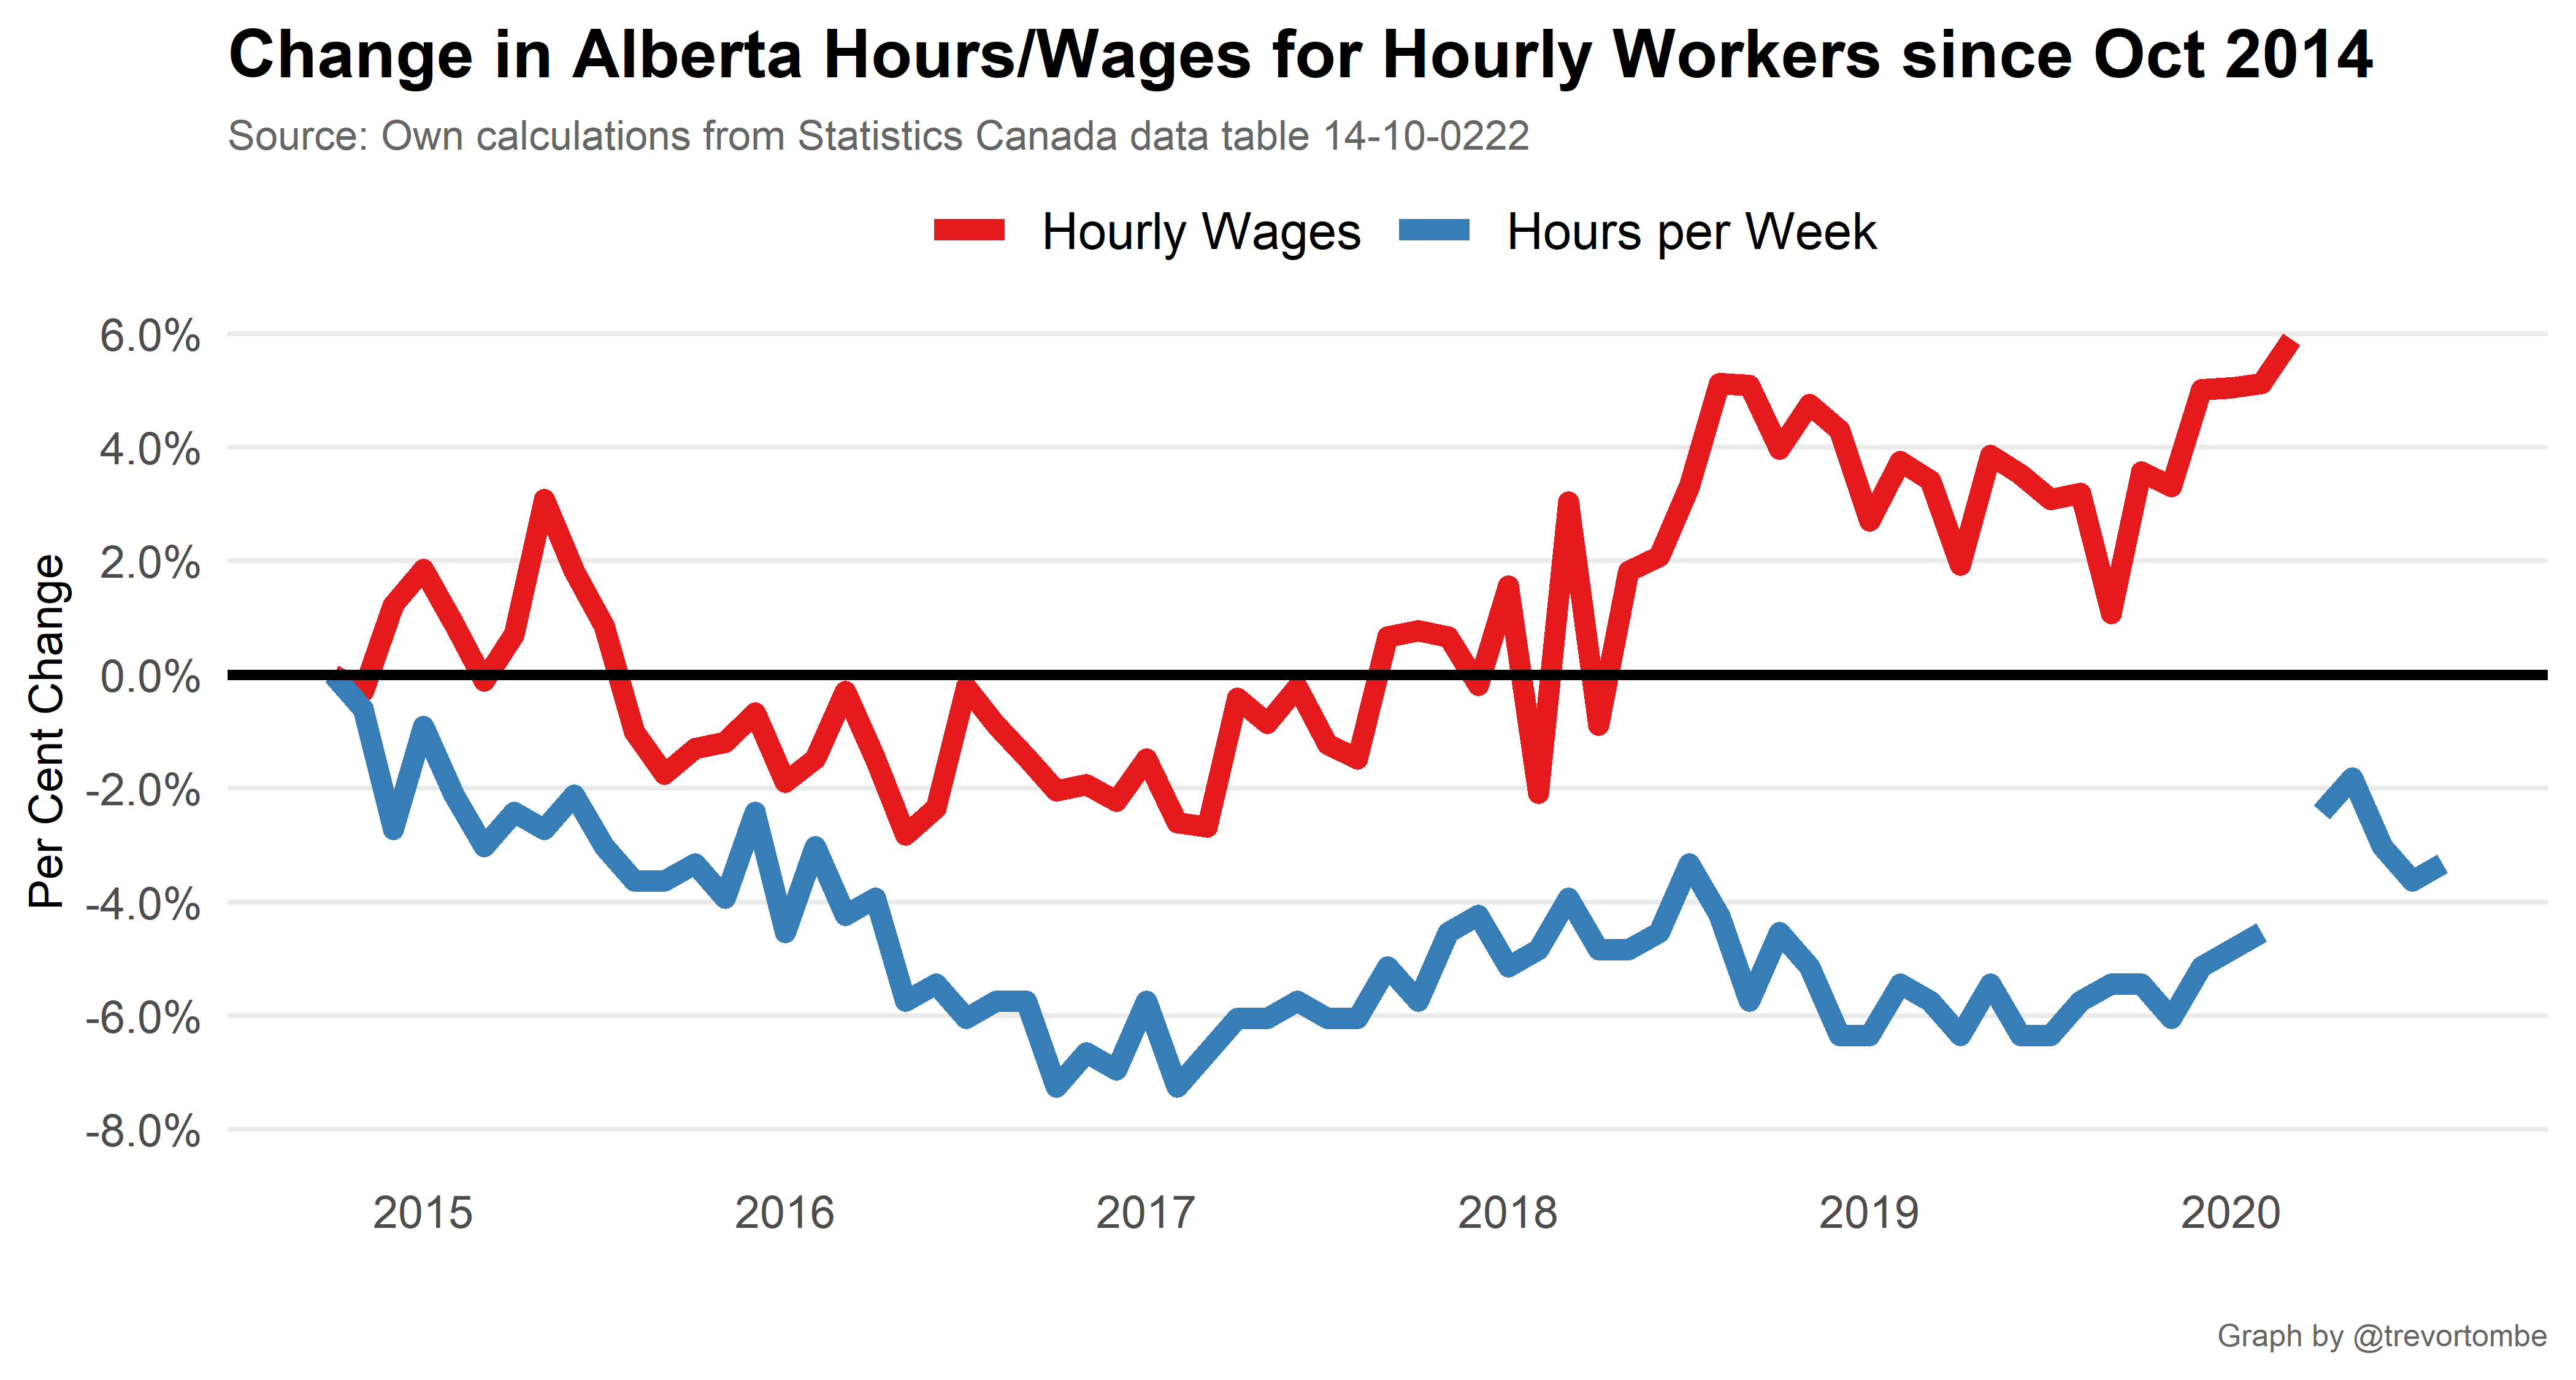 Change in Alberta Hours/Wages for Hourly Workers since Oct 2014
Source: Own calculations from Statistics Canada data table 14-10-0222
Hourly Wages
Hours per Week
Per Cent Change
6.0%
4.0%
2.0%
0.0%
-2.0%
-4.0%
-6.0%
-8.0%
2015
2016
2017
2018
2019
2020
Graph by @trevortombe